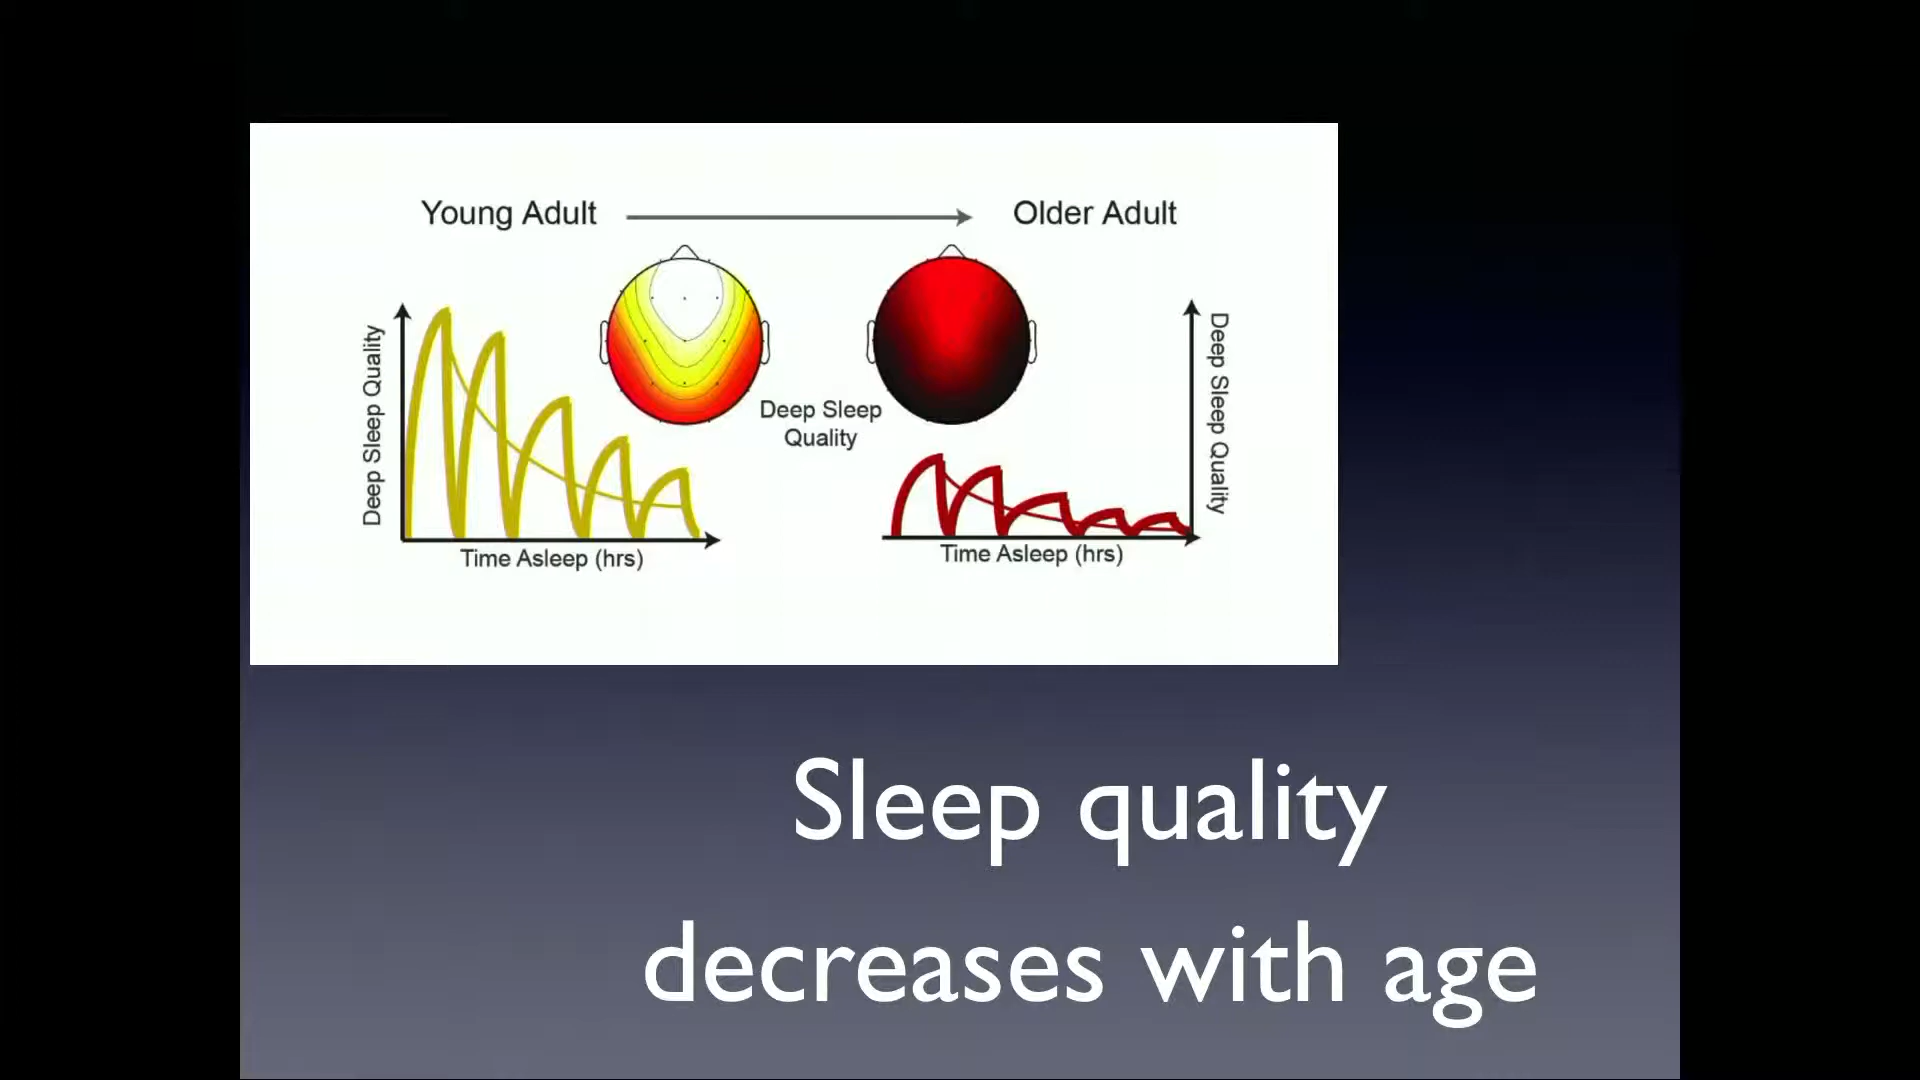 Young Adult
Older Adult
Deep Sleep Quality
Deep Sleep
Quality
Deep Sleep Quality
Time Asleep (hrs)
Time Asleep (hrs)
Sleep quality
decreases with age